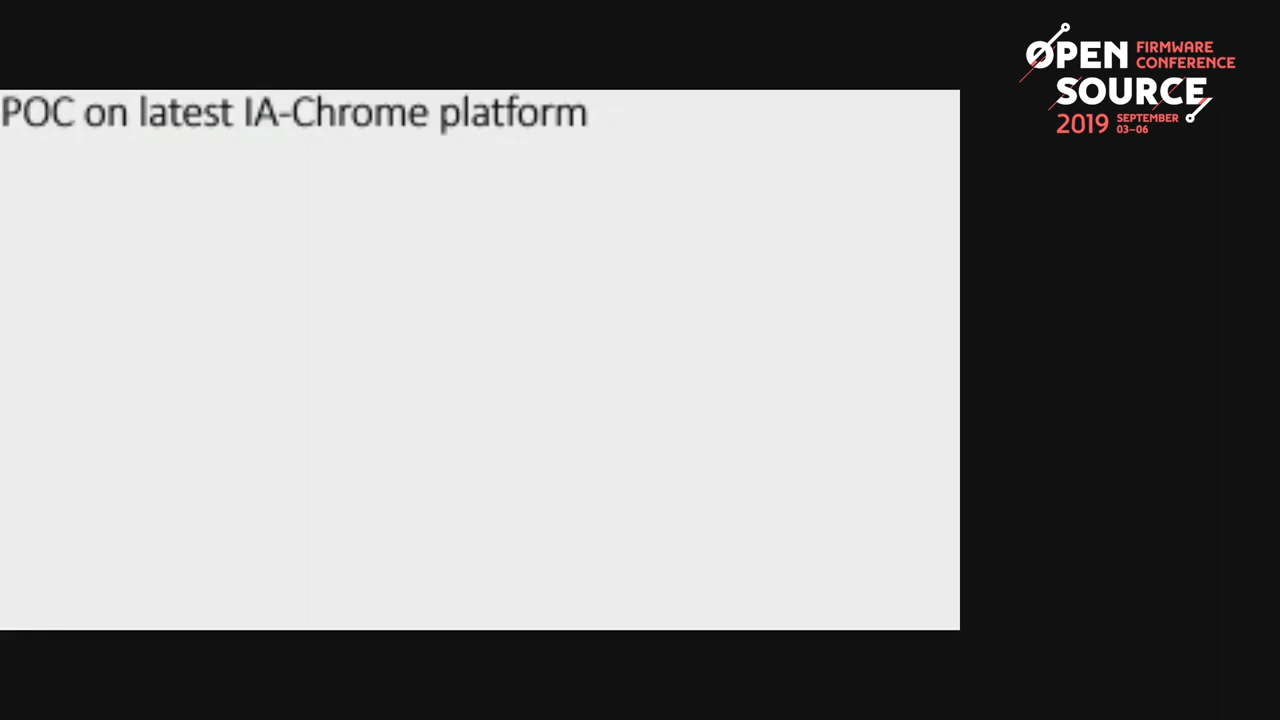 POC on latest IA-Chrome platform
OPEN FIRMWARE
CONFERENCE
SOURCE
2019 SEPTEMBER
03–06